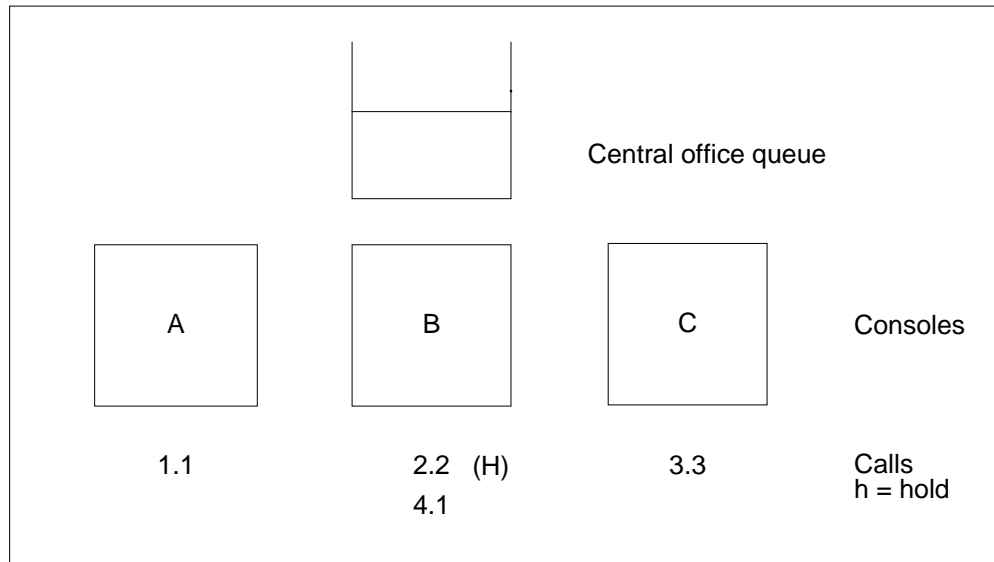 Central office queue
A B C Consoles
1.1 2.2 (H) 3.3 Calls
h = hold
4.1